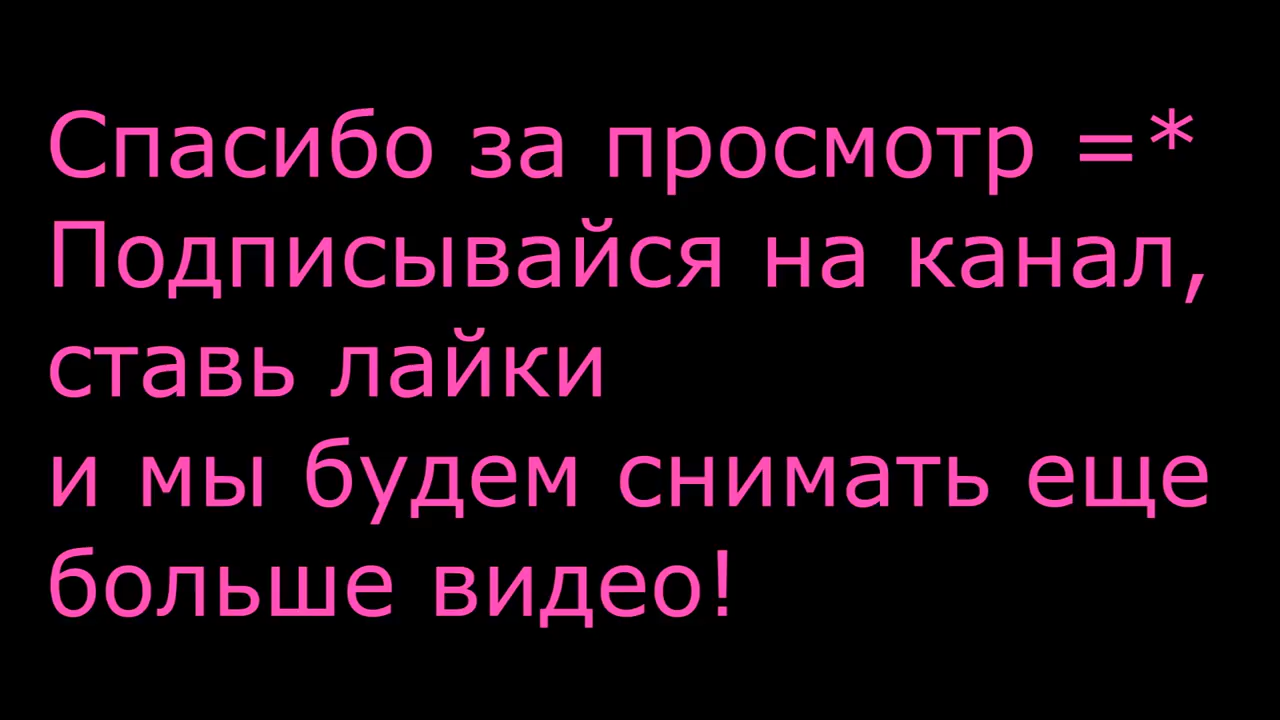 Спасибо за просмотр =*
Подписывайся на канал,
ставь лайки
и мы будем снимать еще
больше видео!